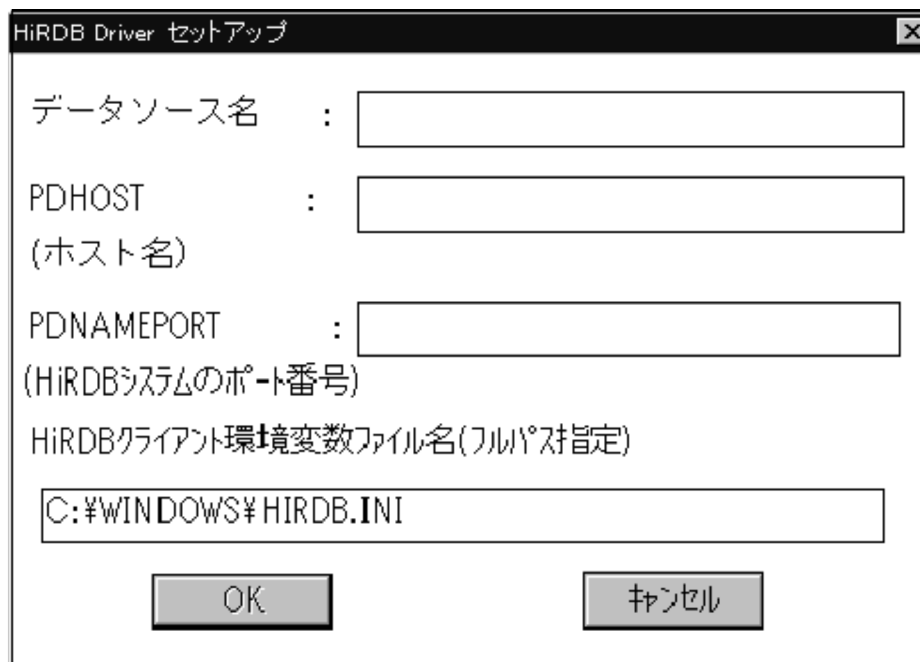 HiRDB Driver セットアップ
データソース名 :
PDHOST :
(ホスト名)
PDNAMEPORT :
(HiRDBｼｽﾃﾑのﾎﾟｰﾄ番号)
HiRDBｸﾗｲｱﾝﾄ環境変数ﾌｧｲﾙ名(ﾌﾙﾊﾟｽ指定)
C:¥WINDOWS¥HIRDB.INI
OK ｷｬﾝｾﾙ